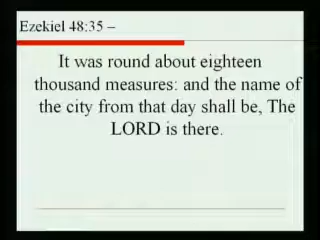 Ezekiel 48:35 –
It was round about eighteen
thousand measures: and the name of
the city from that day shall be, The
LORD is there.